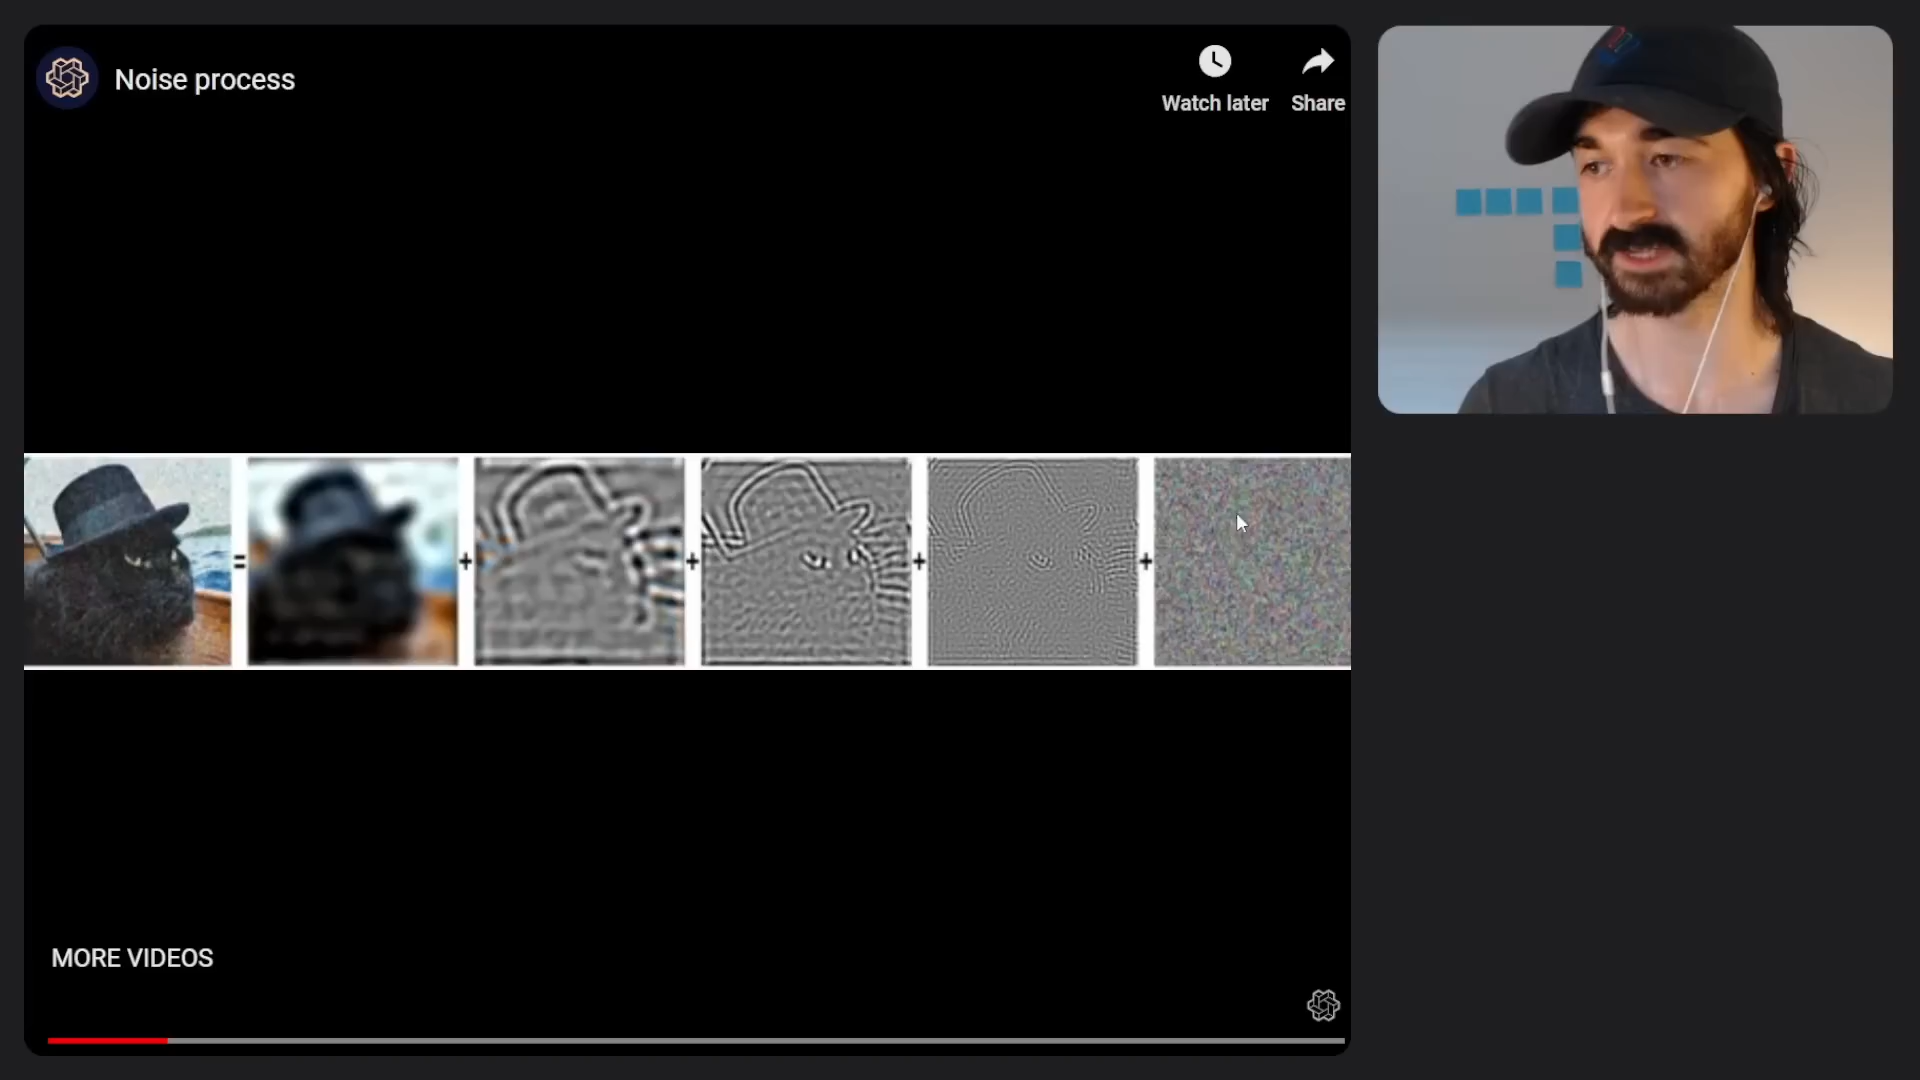 Noise process
Watch later
Share
= + + + +
MORE VIDEOS